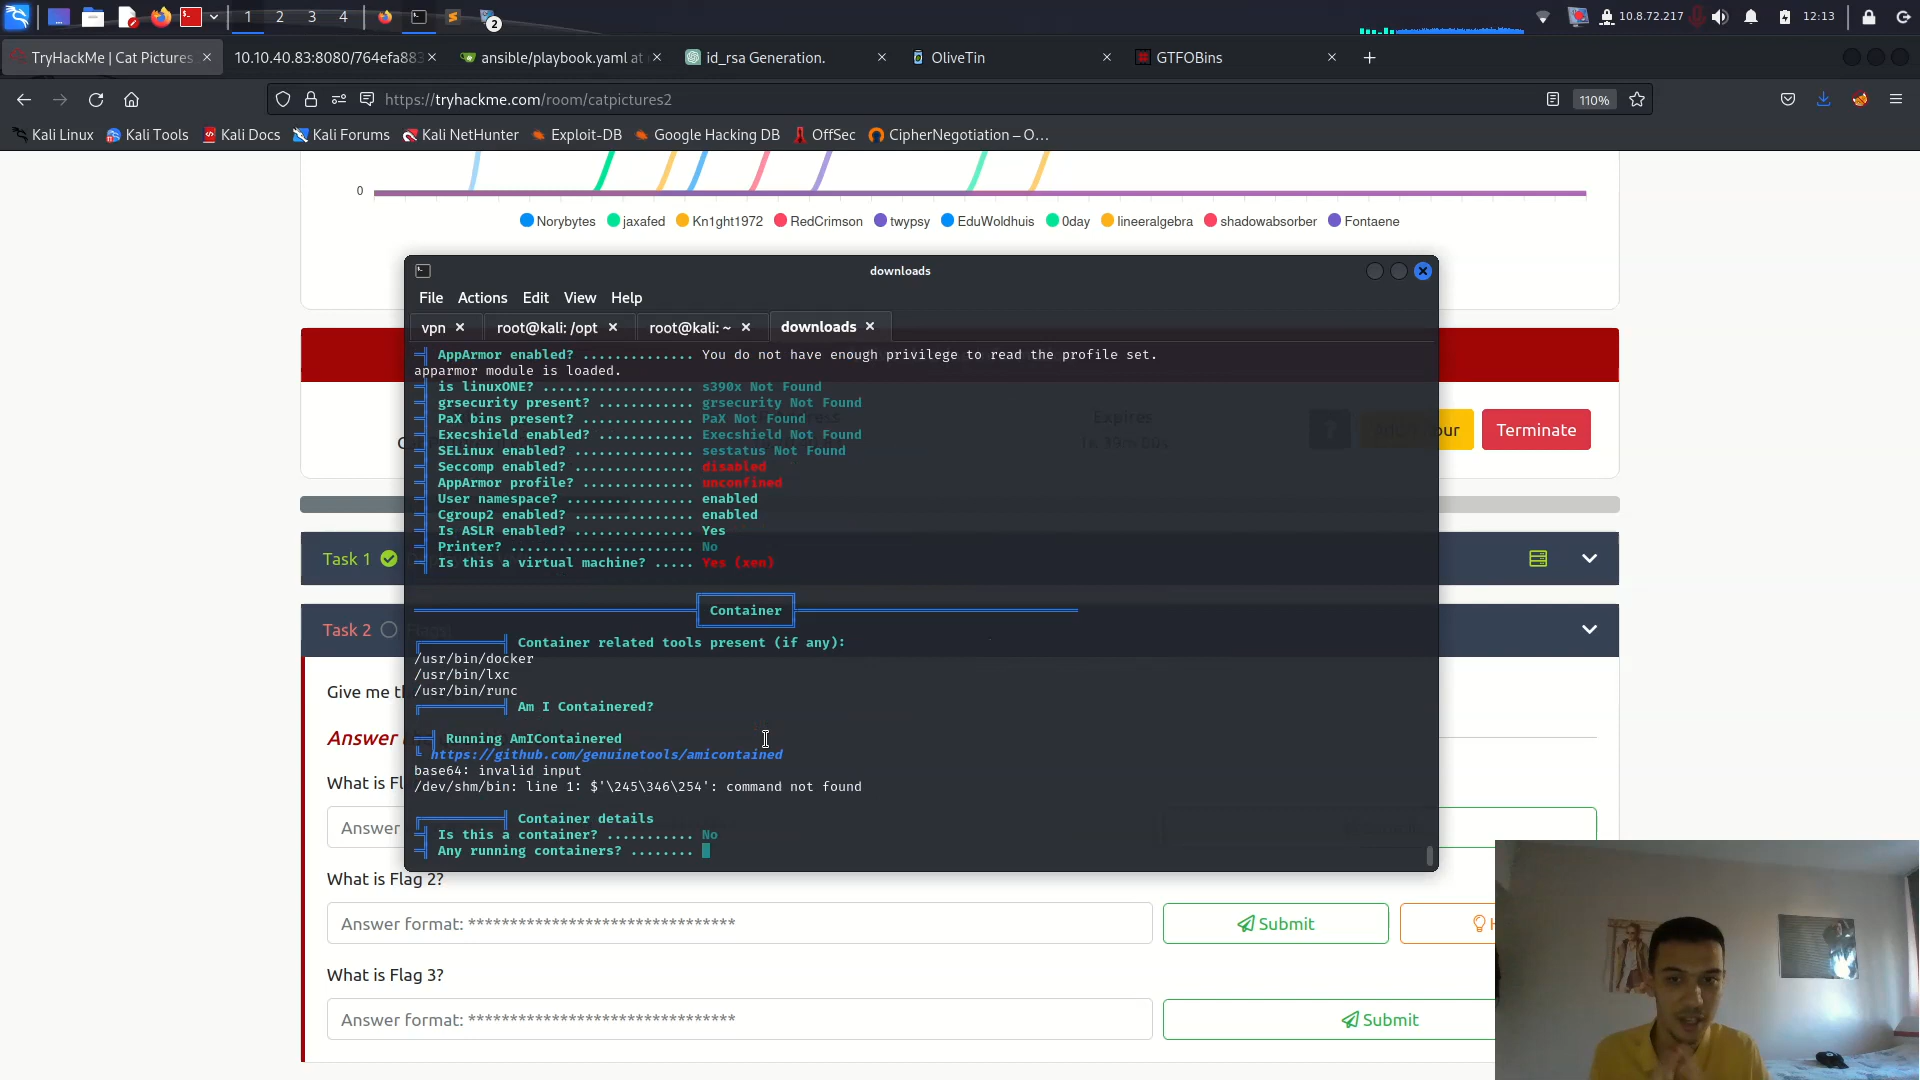 1 2 3 4 2 10.8.72.217 12:13
TryHackMe | Cat Pictures 10.10.40.83:8080/764efa883 ansible/playbook.yaml at id_rsa Generation. OliveTin GTFOBins
https://tryhackme.com/room/catpictures2 110%
Kali Linux Kali Tools Kali Docs Kali Forums Kali NetHunter Exploit-DB Google Hacking DB OffSec CipherNegotiation – O…
0
Norybytes jaxafed Kn1ght1972 RedCrimson twypsy EduWoldhuis 0day lineeralgebra shadowabsorber Fontaene
downloads
File Actions Edit View Help
vpn root@kali: /opt root@kali: ~ downloads
AppArmor enabled? .............. You do not have enough privilege to read the profile set.
apparmor module is loaded.
is linuxONE? ................... s390x Not Found
grsecurity present? ............ grsecurity Not Found
PaX bins present? .............. PaX Not Found
Execshield enabled? ............ Execshield Not Found
SELinux enabled? ............... sestatus Not Found
Seccomp enabled? ............... disabled
AppArmor profile? .............. unconfined
User namespace? ................ enabled
Cgroup2 enabled? ............... enabled
Is ASLR enabled? ............... Yes
Printer? ....................... No
Is this a virtual machine? ..... Yes (xen)
Expires
Terminate
Container
Container related tools present (if any):
/usr/bin/docker
/usr/bin/lxc
/usr/bin/runc
Am I Containered?
Running AmIContainered
https://github.com/genuinetools/amicontained
base64: invalid input
/dev/shm/bin: line 1: $'\245\346\254': command not found
Container details
Is this a container? ........... No
Any running containers? ........
Task 1
Task 2
Give me
Answer
What is
Answer
What is Flag 2?
Answer format: ********************************
Submit
What is Flag 3?
Answer format: ********************************
Submit